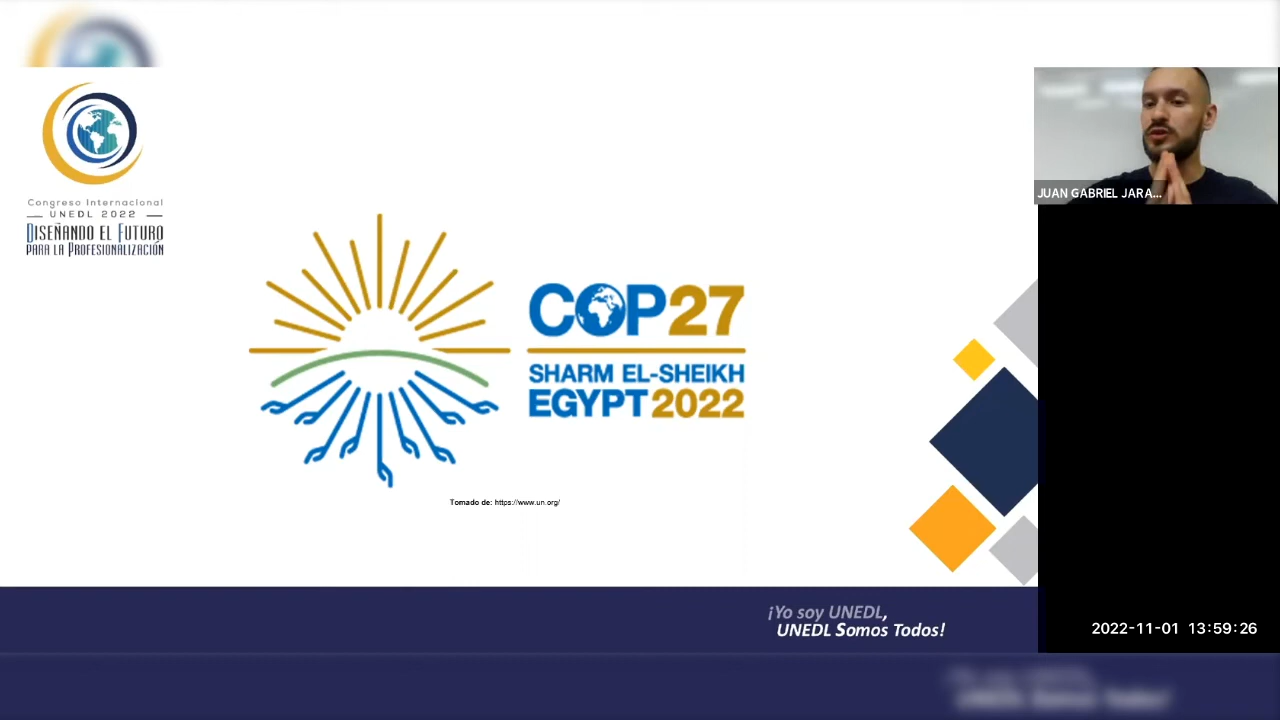 Congreso Internacional
UNEDL 2022
DISEÑANDO EL FUTURO
PARA LA PROFESIONALIZACIÓN
JUAN GABRIEL JARA...
COP27
SHARM EL-SHEIKH
EGYPT 2022
Tomado de: https://www.un.org/
¡Yo soy UNEDL,
UNEDL Somos Todos!
2022-11-01 13:59:26